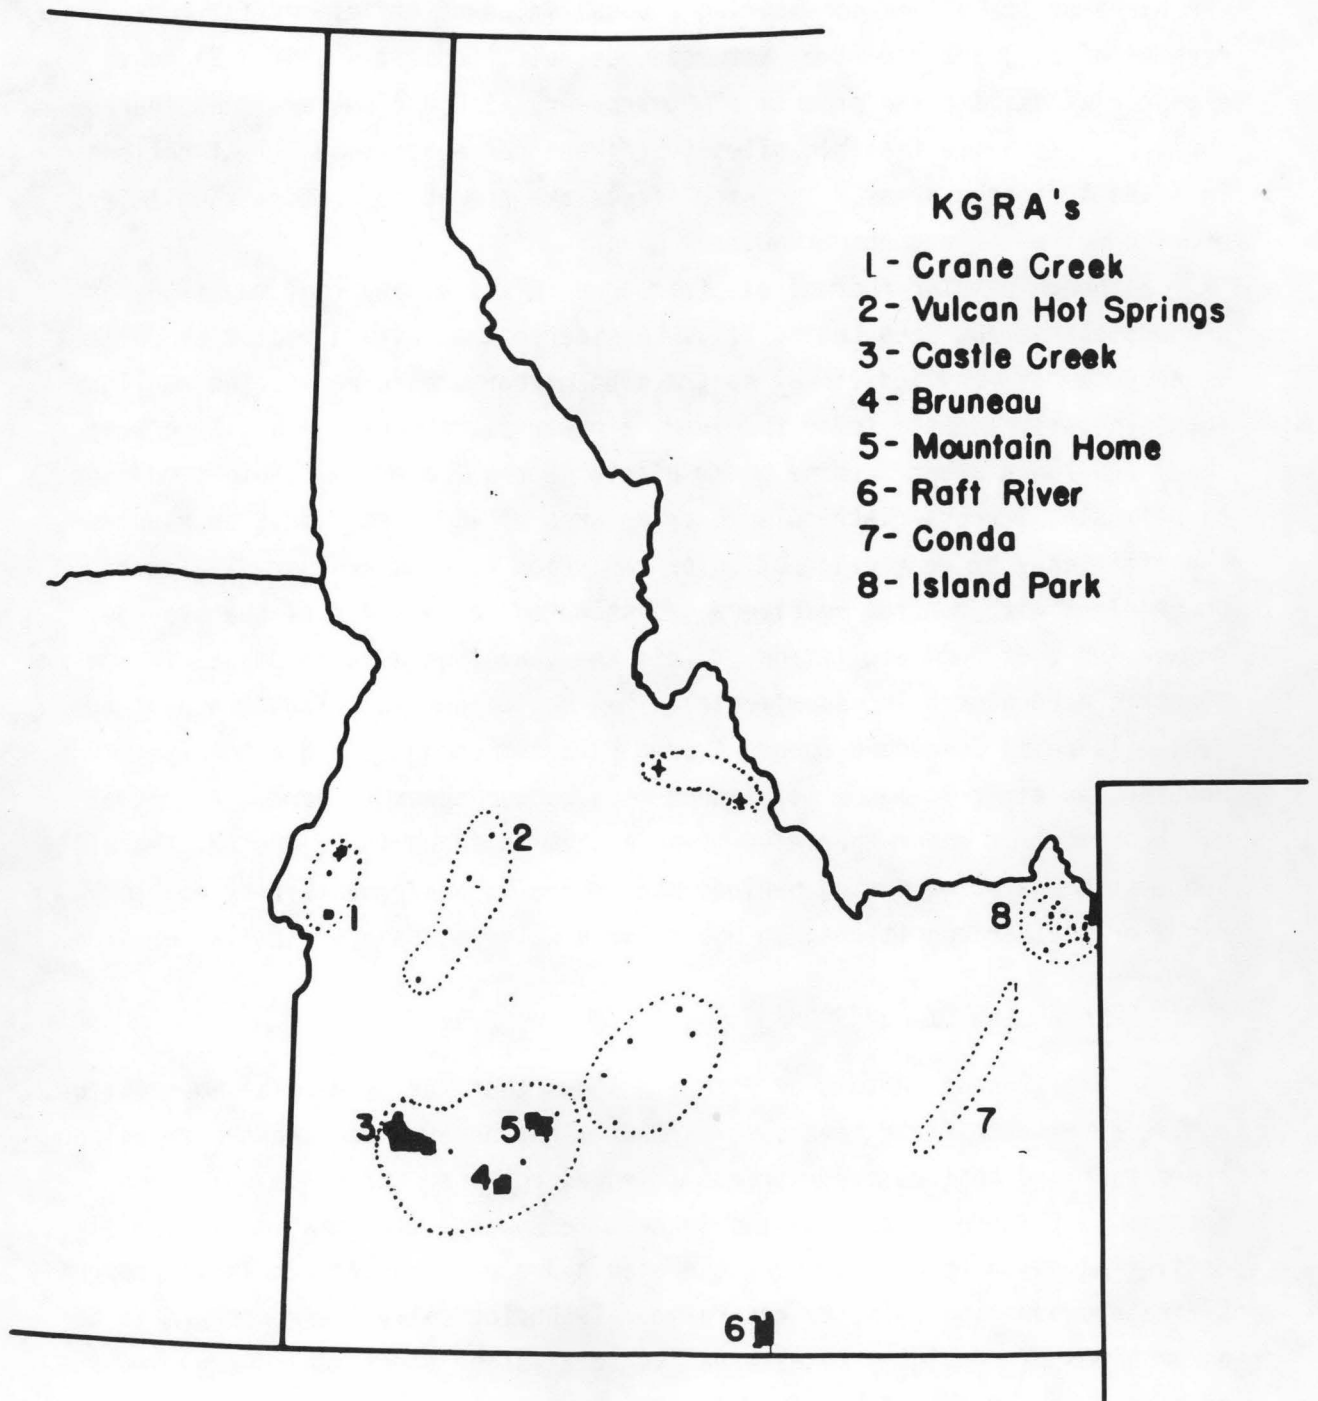 KGRA's
1- Crane Creek
2- Vulcan Hot Springs
3- Castle Creek
4- Bruneau
5- Mountain Home
6- Raft River
7- Conda
8- Island Park
2
1
8
3
5
4
7
6